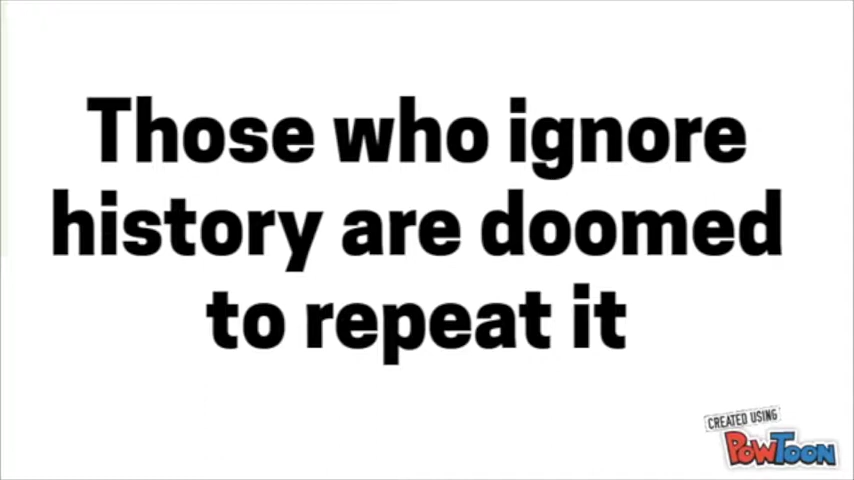 Those who ignore
history are doomed
to repeat it
CREATED USING
POWTOON